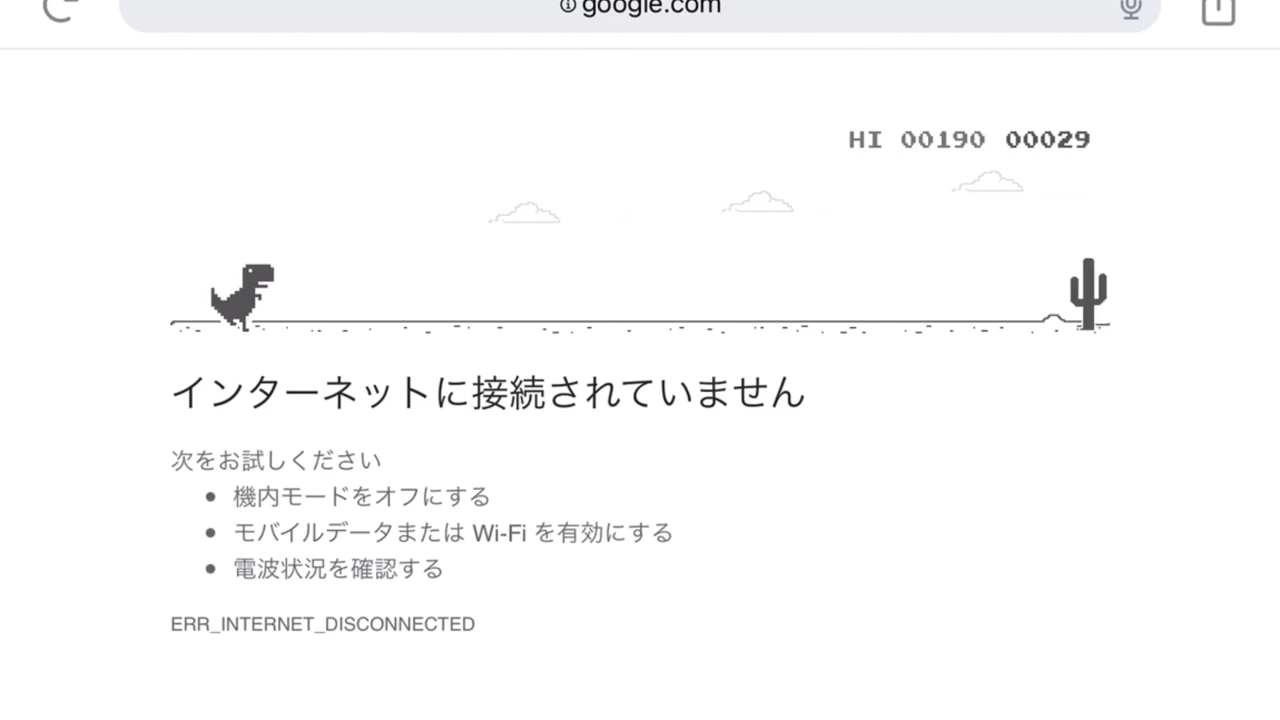 google.com
HI 00190 00029
インターネットに接続されていません
次をお試しください
機内モードをオフにする
モバイルデータまたは Wi-Fi を有効にする
電波状況を確認する
ERR_INTERNET_DISCONNECTED